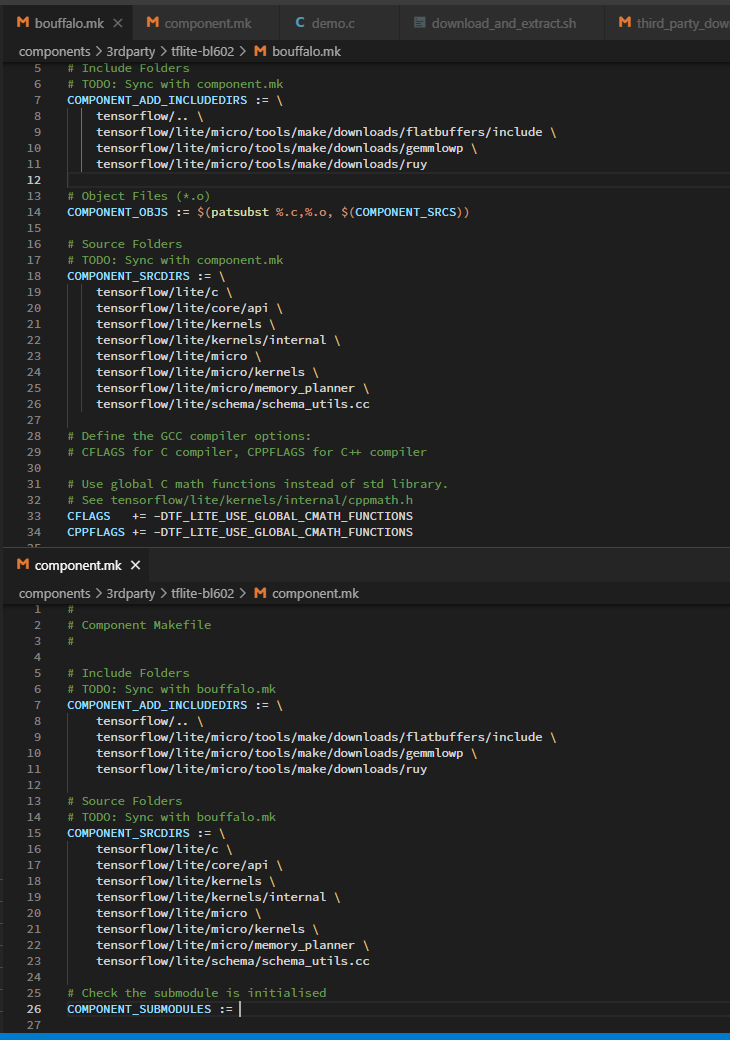 bouffalo.mk component.mk C demo.c download_and_extract.sh third_party_dow
components > 3rdparty > tflite-bl602 > M bouffalo.mk
5 # Include Folders
6 # TODO: Sync with component.mk
7 COMPONENT_ADD_INCLUDEDIRS := \
8 tensorflow/.. \
9 tensorflow/lite/micro/tools/make/downloads/flatbuffers/include \
10 tensorflow/lite/micro/tools/make/downloads/gemmlowp \
11 tensorflow/lite/micro/tools/make/downloads/ruy
12
13 # Object Files (*.o)
14 COMPONENT_OBJS := $(patsubst %.c,%.o, $(COMPONENT_SRCS))
15
16 # Source Folders
17 # TODO: Sync with component.mk
18 COMPONENT_SRCDIRS := \
19 tensorflow/lite/c \
20 tensorflow/lite/core/api \
21 tensorflow/lite/kernels \
22 tensorflow/lite/kernels/internal \
23 tensorflow/lite/micro \
24 tensorflow/lite/micro/kernels \
25 tensorflow/lite/micro/memory_planner \
26 tensorflow/lite/schema/schema_utils.cc
27
28 # Define the GCC compiler options:
29 # CFLAGS for C compiler, CPPFLAGS for C++ compiler
30
31 # Use global C math functions instead of std library.
32 # See tensorflow/lite/kernels/internal/cppmath.h
33 CFLAGS += -DTF_LITE_USE_GLOBAL_CMATH_FUNCTIONS
34 CPPFLAGS += -DTF_LITE_USE_GLOBAL_CMATH_FUNCTIONS
35
M component.mk ×
components > 3rdparty > tflite-bl602 > M component.mk
1 #
2 # Component Makefile
3 #
4
5 # Include Folders
6 # TODO: Sync with bouffalo.mk
7 COMPONENT_ADD_INCLUDEDIRS := \
8 tensorflow/.. \
9 tensorflow/lite/micro/tools/make/downloads/flatbuffers/include \
10 tensorflow/lite/micro/tools/make/downloads/gemmlowp \
11 tensorflow/lite/micro/tools/make/downloads/ruy
12
13 # Source Folders
14 # TODO: Sync with bouffalo.mk
15 COMPONENT_SRCDIRS := \
16 tensorflow/lite/c \
17 tensorflow/lite/core/api \
18 tensorflow/lite/kernels \
19 tensorflow/lite/kernels/internal \
20 tensorflow/lite/micro \
21 tensorflow/lite/micro/kernels \
22 tensorflow/lite/micro/memory_planner \
23 tensorflow/lite/schema/schema_utils.cc
24
25 # Check the submodule is initialised
26 COMPONENT_SUBMODULES :=
27